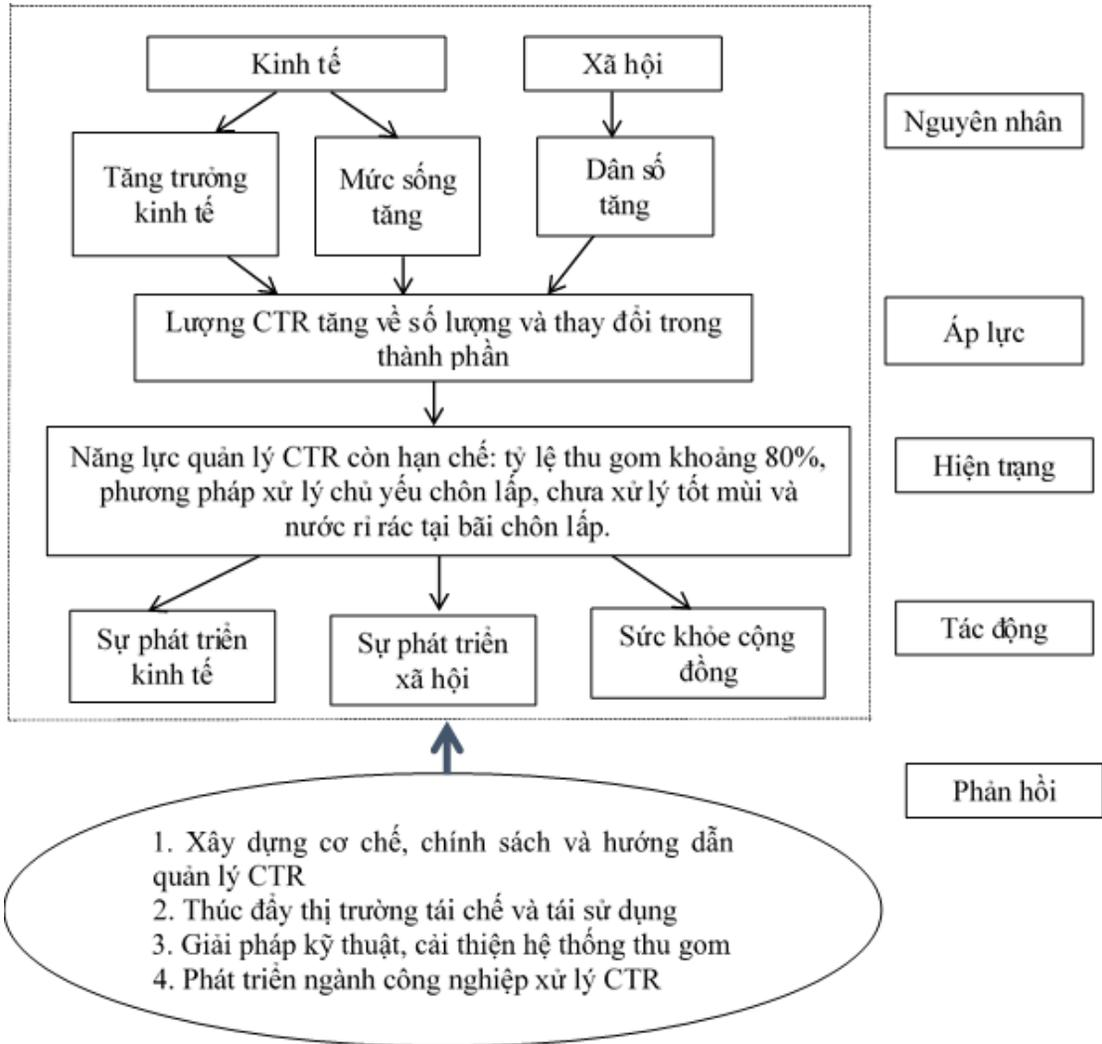 Kinh tế
Xã hội
Nguyên nhân
Tăng trưởng
kinh tế
Mức sống
tăng
Dân số
tăng
Lượng CTR tăng về số lượng và thay đổi trong
thành phần
Áp lực
Năng lực quản lý CTR còn hạn chế: tỷ lệ thu gom khoảng 80%,
phương pháp xử lý chủ yếu chôn lấp, chưa xử lý tốt mùi và
nước rỉ rác tại bãi chôn lấp.
Hiện trạng
Sự phát triển
kinh tế
Sự phát triển
xã hội
Sức khỏe cộng
đồng
Tác động
Phản hồi
1. Xây dựng cơ chế, chính sách và hướng dẫn
quản lý CTR
2. Thúc đẩy thị trường tái chế và tái sử dụng
3. Giải pháp kỹ thuật, cải thiện hệ thống thu gom
4. Phát triển ngành công nghiệp xử lý CTR